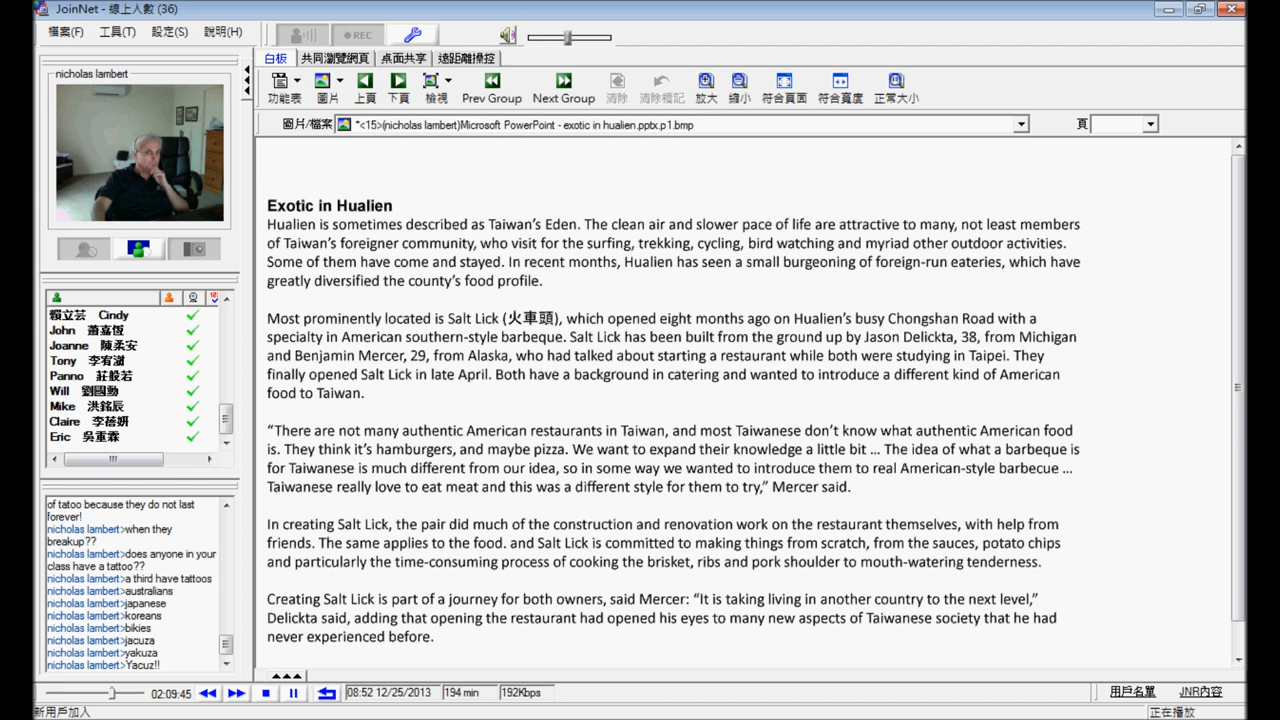 JoinNet - 線上人數 (36)
檔案(F) 工具(T) 設定(S) 說明(H)
REC
nicholas lambert
白板 共同瀏覽網頁 桌面共享 遠距離操控
功能表 圖片 上頁 下頁 檢視 Prev Group Next Group 清除 清除標記 放大 縮小 符合頁面 符合寬度 正常大小
圖片/檔案 *<15>(nicholas lambert)Microsoft PowerPoint - exotic in hualien.pptx.p1.bmp 頁
賴立芸 Cindy
John 蕭嘉恆
Joanne 陳柔安
Tony 李宥澍
Panno 莊般若
Will 劉國勳
Mike 洪銘辰
Claire 李蓓妍
Eric 吳重霖
of tatoo because they do not last
forever!
nicholas lambert>when they
breakup??
nicholas lambert>does anyone in your
class have a tattoo??
nicholas lambert>a third have tattoos
nicholas lambert>australians
nicholas lambert>japanese
nicholas lambert>koreans
nicholas lambert>bikies
nicholas lambert>jacuza
nicholas lambert>yakuza
nicholas lambert>Yacuz!!
Exotic in Hualien
Hualien is sometimes described as Taiwan's Eden. The clean air and slower pace of life are attractive to many, not least members
of Taiwan's foreigner community, who visit for the surfing, trekking, cycling, bird watching and myriad other outdoor activities.
Some of them have come and stayed. In recent months, Hualien has seen a small burgeoning of foreign-run eateries, which have
greatly diversified the county's food profile.
Most prominently located is Salt Lick (火車頭), which opened eight months ago on Hualien's busy Chongshan Road with a
specialty in American southern-style barbeque. Salt Lick has been built from the ground up by Jason Delickta, 38, from Michigan
and Benjamin Mercer, 29, from Alaska, who had talked about starting a restaurant while both were studying in Taipei. They
finally opened Salt Lick in late April. Both have a background in catering and wanted to introduce a different kind of American
food to Taiwan.
“There are not many authentic American restaurants in Taiwan, and most Taiwanese don't know what authentic American food
is. They think it's hamburgers, and maybe pizza. We want to expand their knowledge a little bit … The idea of what a barbeque is
for Taiwanese is much different from our idea, so in some way we wanted to introduce them to real American-style barbecue …
Taiwanese really love to eat meat and this was a different style for them to try,” Mercer said.
In creating Salt Lick, the pair did much of the construction and renovation work on the restaurant themselves, with help from
friends. The same applies to the food. and Salt Lick is committed to making things from scratch, from the sauces, potato chips
and particularly the time-consuming process of cooking the brisket, ribs and pork shoulder to mouth-watering tenderness.
Creating Salt Lick is part of a journey for both owners, said Mercer: “It is taking living in another country to the next level,”
Delickta said, adding that opening the restaurant had opened his eyes to many new aspects of Taiwanese society that he had
never experienced before.
02:09:45 08:52 12/25/2013 194 min 192Kbps 用戶名單 JNR內容
新用戶加入 正在播放